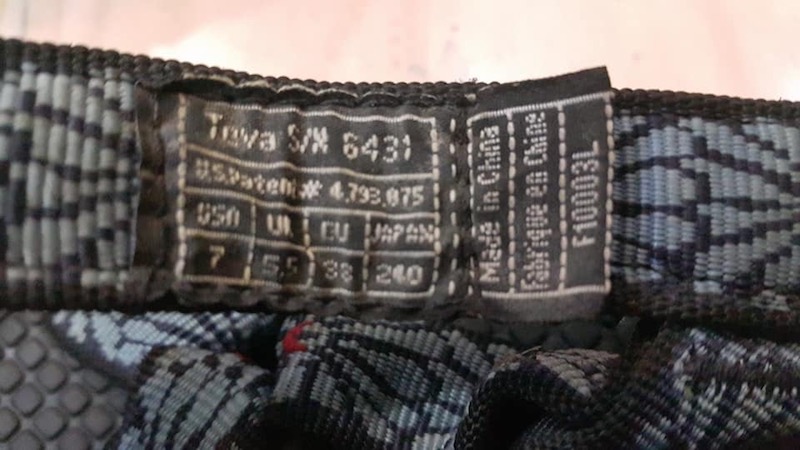 Teva S/N 6431
U.S. Patent# 4,793,075
USA UK EU JAPAN
7 5,5 38 240
Made in China
Fabrique en Chine
F10003L